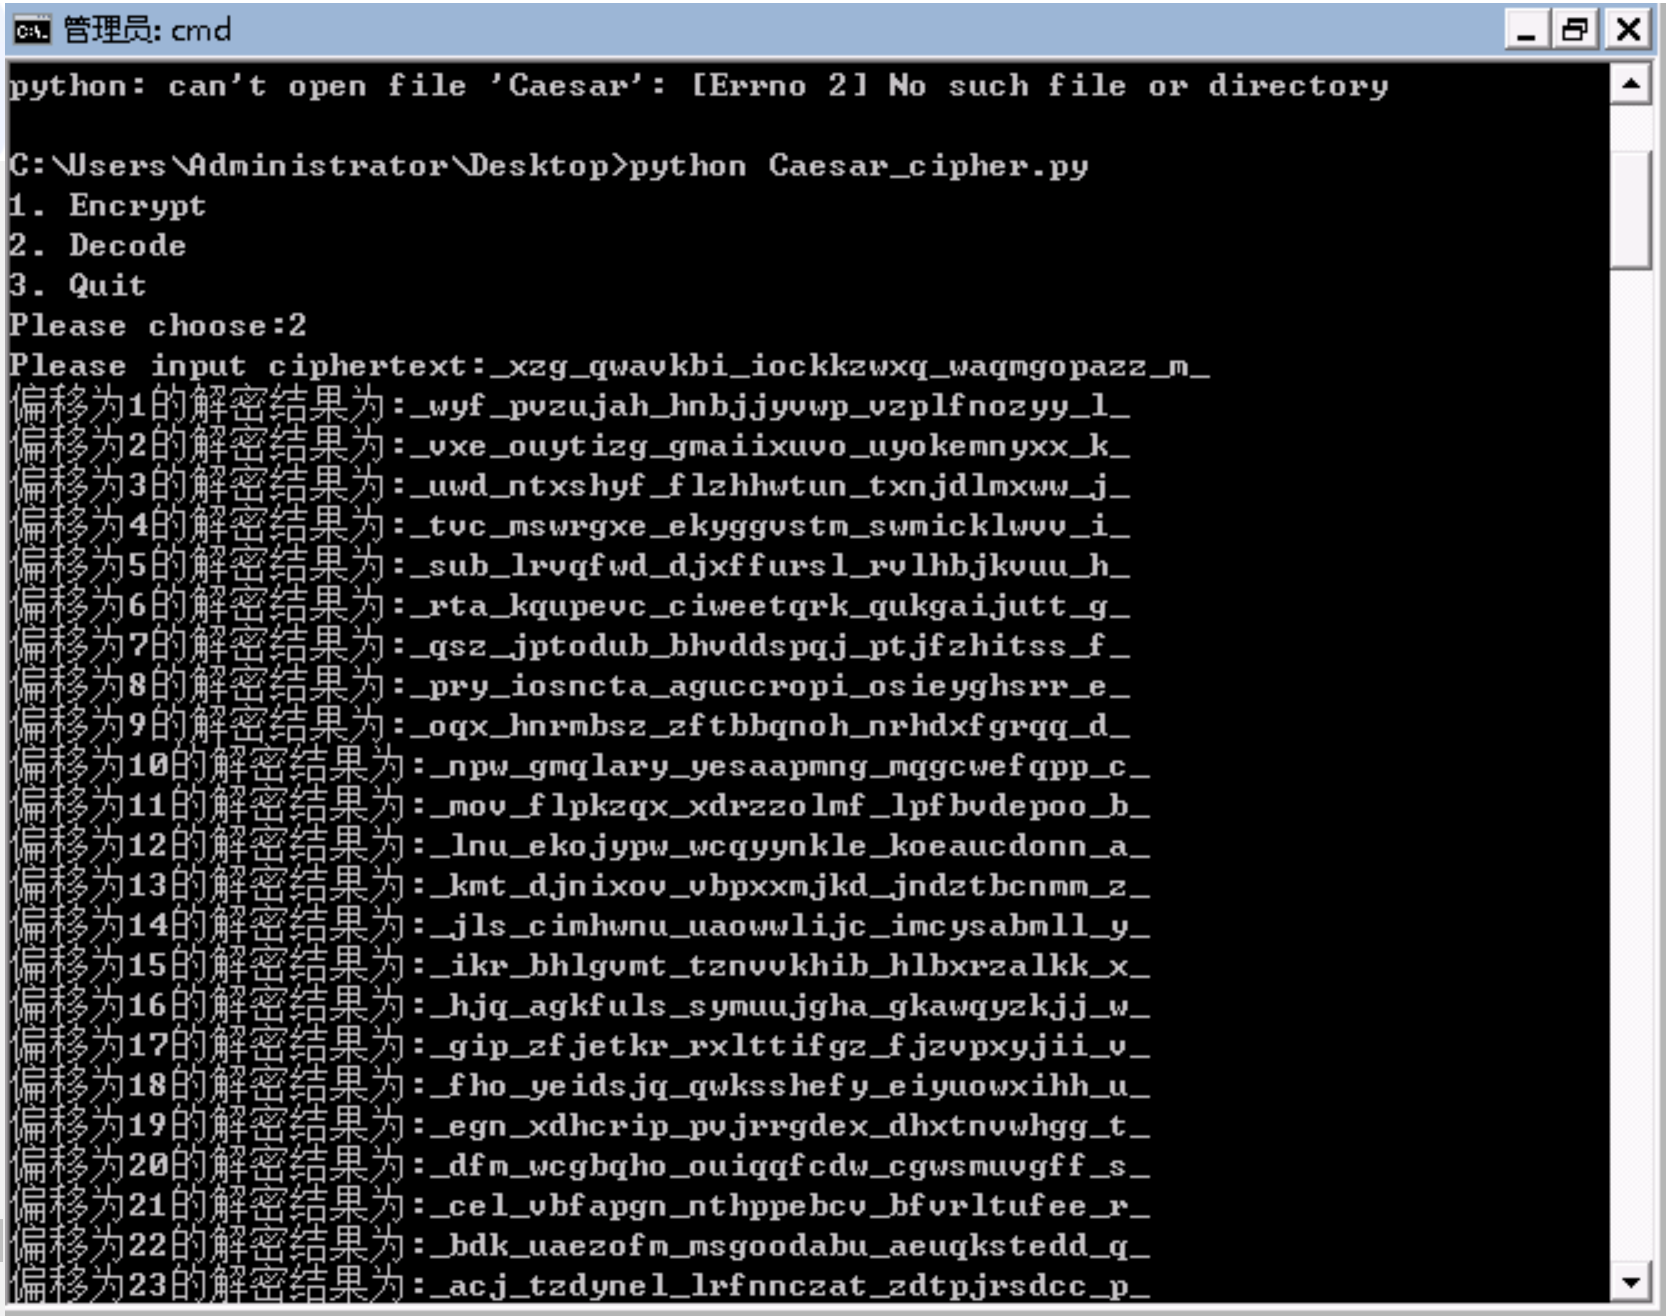 管理员: cmd
python: can't open file 'Caesar': [Errno 2] No such file or directory
C:\Users\Administrator\Desktop>python Caesar_cipher.py
1. Encrypt
2. Decode
3. Quit
Please choose:2
Please input ciphertext:_xzg_qwavkbi_iockkzwxq_waqmgopazz_m_
偏移为1的解密结果为:_wyf_pvzujah_hnbjjyvwp_vzplfnozyy_l_
偏移为2的解密结果为:_vxe_ouytizg_gmaiixuvo_uyokemnyxx_k_
偏移为3的解密结果为:_uwd_ntxshyf_flzhhwtun_txnjdlmxww_j_
偏移为4的解密结果为:_tvc_mswrgxe_ekyggvstm_swmicklwvv_i_
偏移为5的解密结果为:_sub_lrvqfwd_djxffursl_rvlhbjkvuu_h_
偏移为6的解密结果为:_rta_kqupevc_ciweetqrk_qukgaijutt_g_
偏移为7的解密结果为:_qsz_jptodub_bhvddspqj_ptjfzhitss_f_
偏移为8的解密结果为:_pry_iosncta_aguccropi_osieyghsrr_e_
偏移为9的解密结果为:_oqx_hnrmbsz_zftbbqnoh_nrhdxfgrqq_d_
偏移为10的解密结果为:_npw_gmqlary_yesaapmng_mqgcwefqpp_c_
偏移为11的解密结果为:_mov_flpkzqx_xdrzzolmf_lpfbvdepoo_b_
偏移为12的解密结果为:_lnu_ekojypw_wcqyynkle_koeaucdonn_a_
偏移为13的解密结果为:_kmt_djnixov_vbpxxmjkd_jndztbcnmm_z_
偏移为14的解密结果为:_jls_cimhwnu_uaowwlijc_imcysabmll_y_
偏移为15的解密结果为:_ikr_bhlgvmt_tznvvkhib_hlbxrzalkk_x_
偏移为16的解密结果为:_hjq_agkfuls_symuujgha_gkawqyzkjj_w_
偏移为17的解密结果为:_gip_zfjetkr_rxlttifgz_fjzvpxyjii_v_
偏移为18的解密结果为:_fho_yeidsjq_qwksshefy_eiyuowxihh_u_
偏移为19的解密结果为:_egn_xdhcrip_pvjrrgdex_dhxtnvwhgg_t_
偏移为20的解密结果为:_dfm_wcgbqho_ouiqqfcdw_cgwsmuvgff_s_
偏移为21的解密结果为:_cel_vbfapgn_nthppebcv_bfvrltufee_r_
偏移为22的解密结果为:_bdk_uaezofm_msgoodabu_aeuqkstedd_q_
偏移为23的解密结果为:_acj_tzdynel_lrfnnczat_zdtpjrsdcc_p_